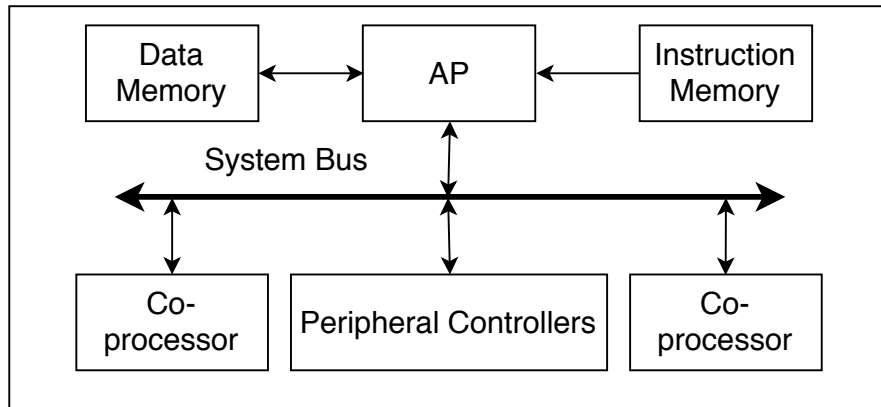 Data
Memory
AP
Instruction
Memory
System Bus
Co-
processor
Peripheral Controllers
Co-
processor